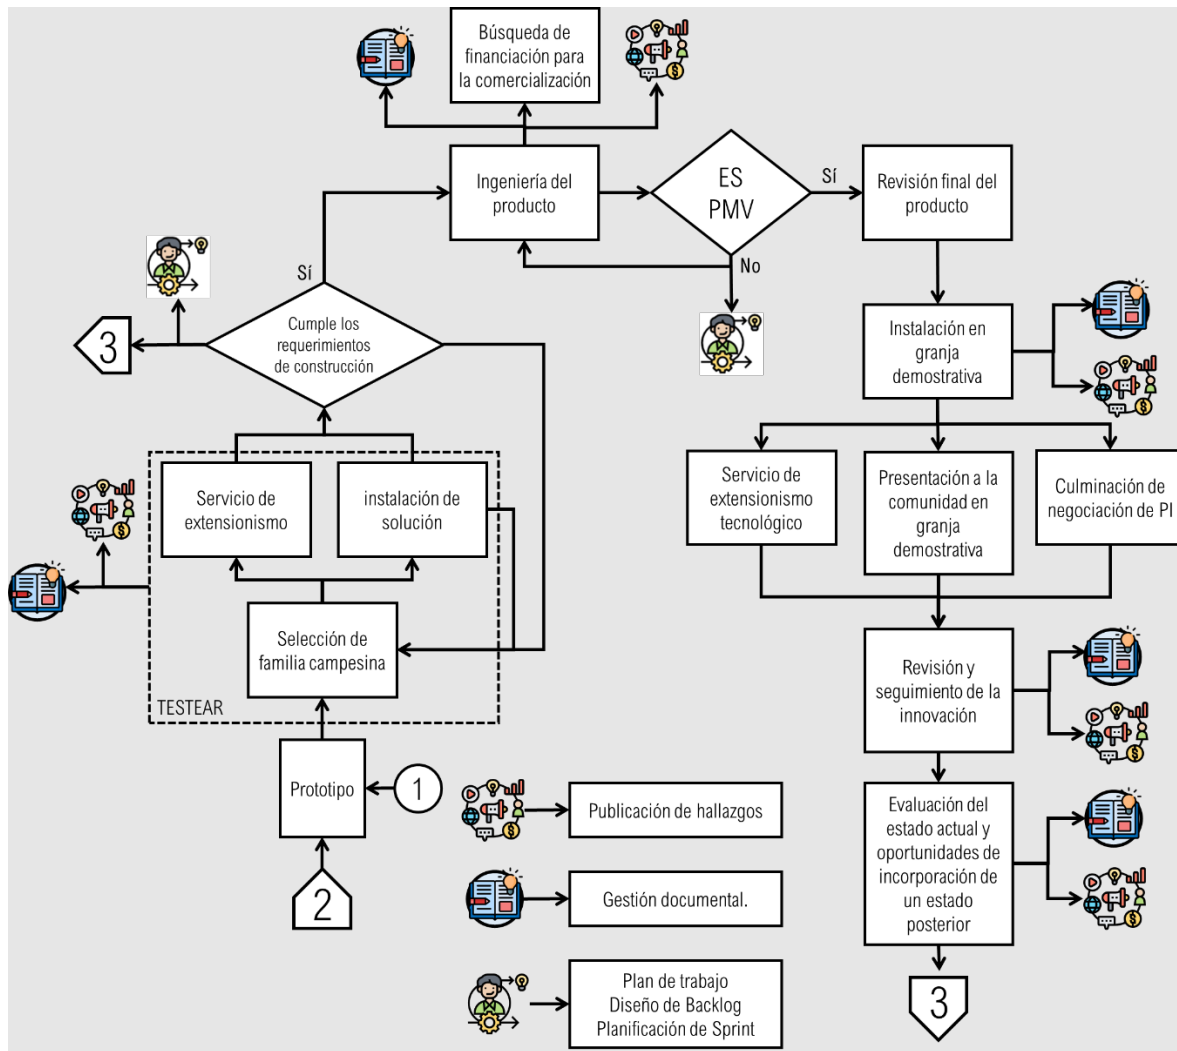 Búsqueda de
financiación para
la comercialización
Ingeniería del
producto
ES
PMV
Sí
No
Revisión final del
producto
Sí
Cumple los
requerimientos
de construcción
3
Instalación en
granja
demostrativa
Servicio de
extensionismo
instalación de
solución
Servicio de
extensionismo
tecnológico
Presentación a la
comunidad en
granja
demostrativa
Culminación de
negociación de PI
Selección de
familia campesina
TESTEAR
Revisión y
seguimiento de la
innovación
Prototipo
1
2
Publicación de hallazgos
Gestión documental.
Plan de trabajo
Diseño de Backlog
Planificación de Sprint
Evaluación del
estado actual y
oportunidades de
incorporación de
un estado
posterior
3